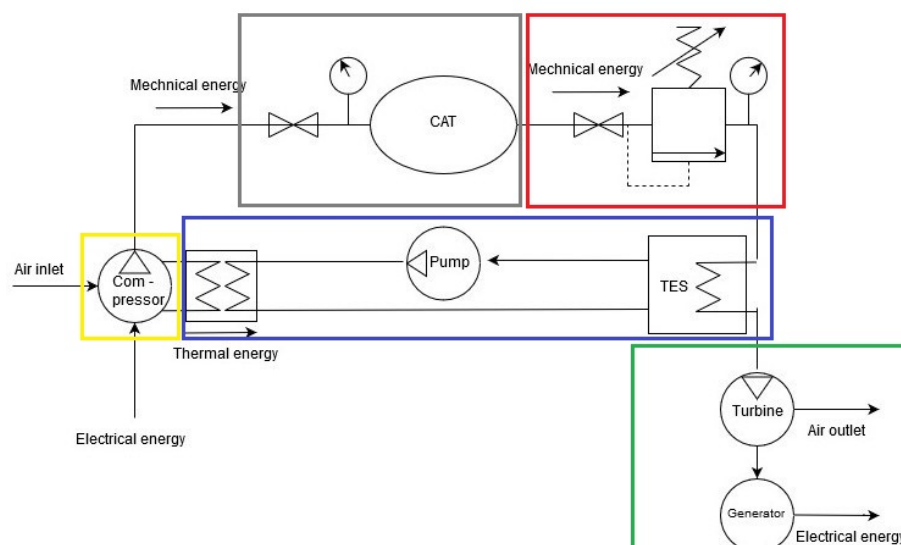 Mechnical energy
Mechnical energy
CAT
Air inlet
Com -
pressor
Pump
TES
Thermal energy
Electrical energy
Turbine
Air outlet
Generator
Electrical energy